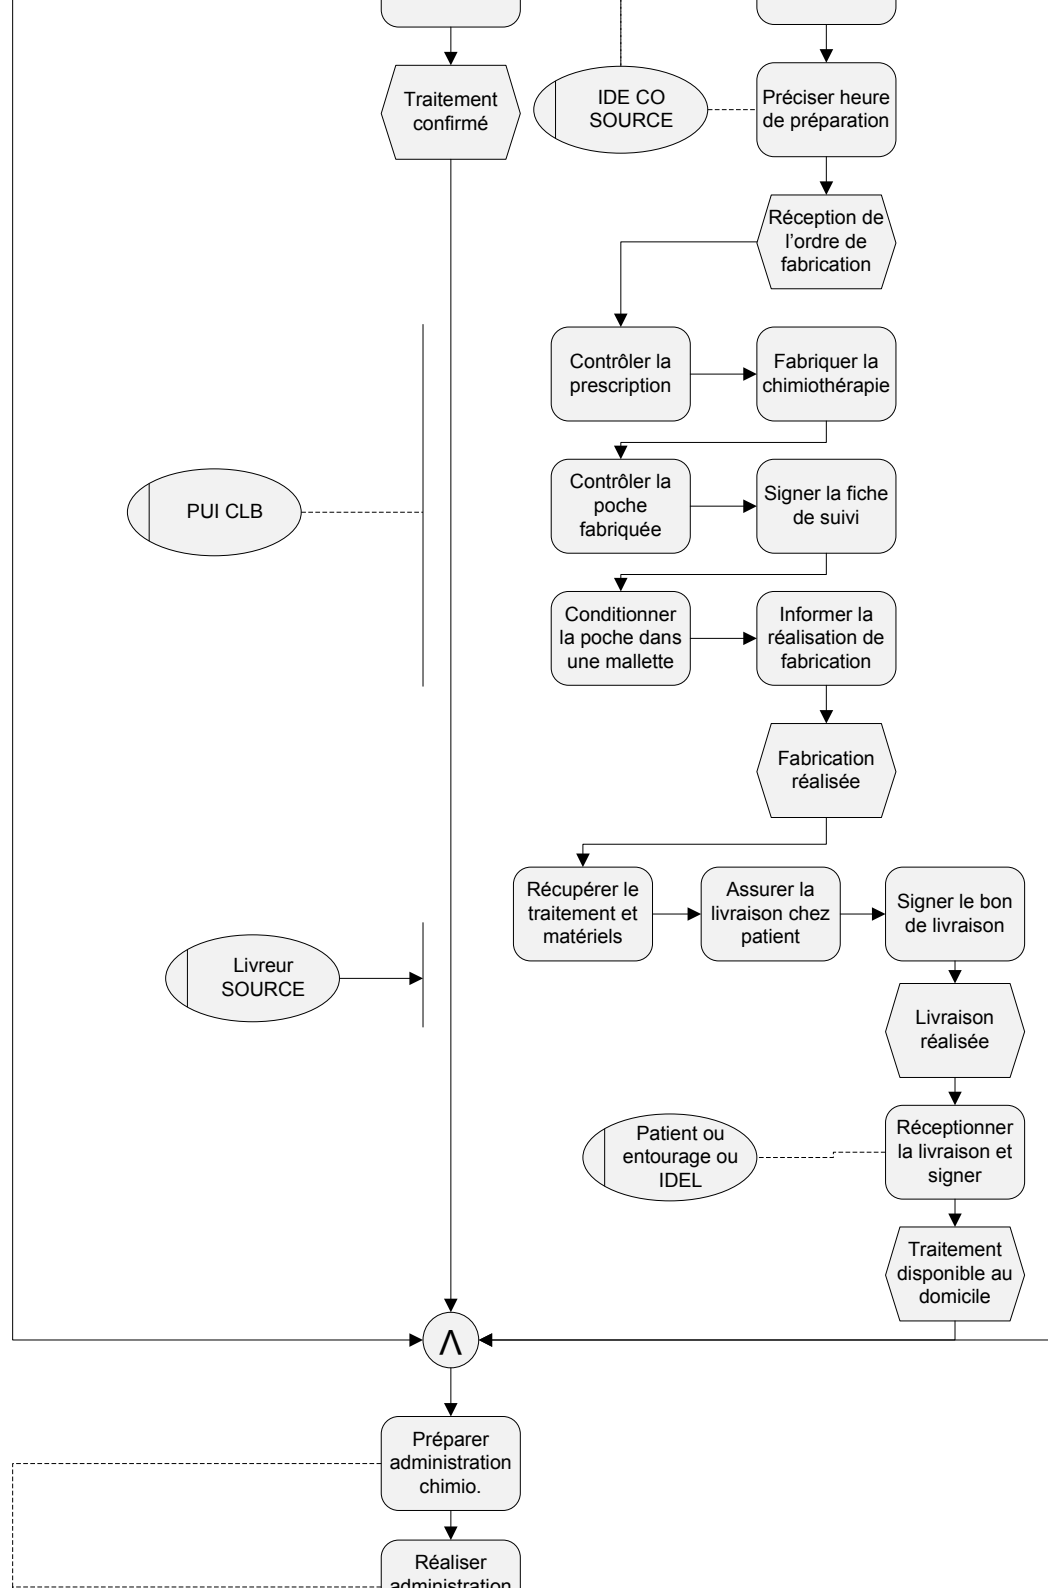 Traitement
confirmé
IDE CO
SOURCE
Préciser heure
de préparation
Réception de
l'ordre de
fabrication
Contrôler la
prescription
Fabriquer la
chimiothérapie
PUI CLB
Contrôler la
poche
fabriquée
Signer la fiche
de suivi
Conditionner
la poche dans
une mallette
Informer la
réalisation de
fabrication
Fabrication
réalisée
Récupérer le
traitement et
matériels
Assurer la
livraison chez
patient
Signer le bon
de livraison
Livreur
SOURCE
Livraison
réalisée
Patient ou
entourage ou
IDEL
Réceptionner
la livraison et
signer
Traitement
disponible au
domicile
Λ
Préparer
administration
chimio.
Réaliser
administration